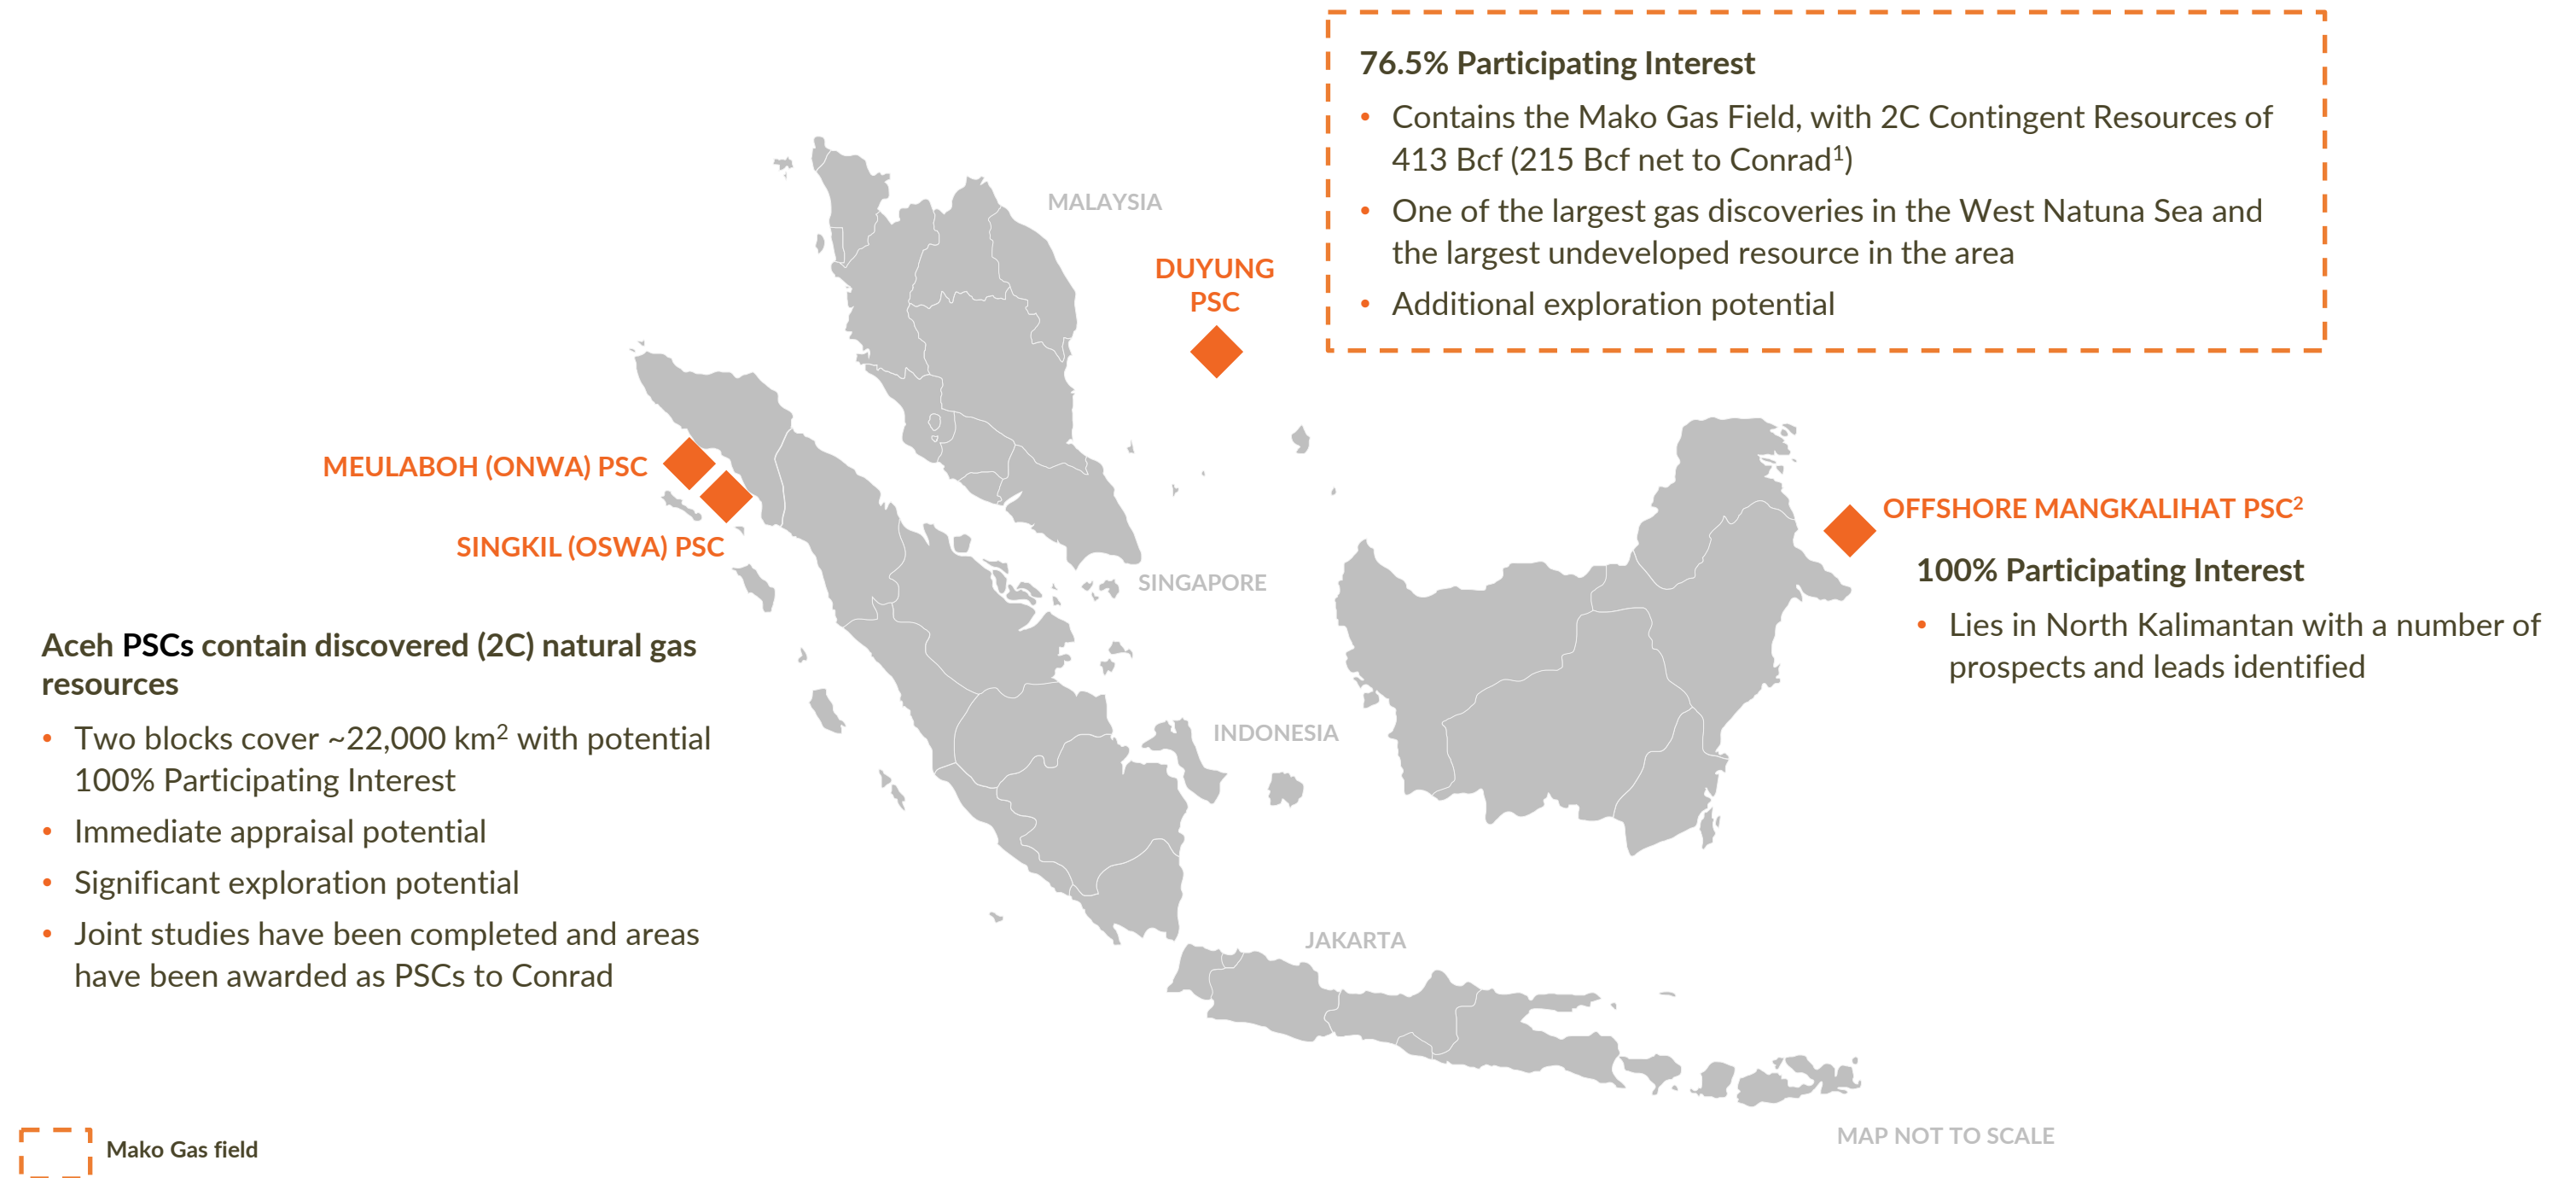 76.5% Participating Interest
• Contains the Mako Gas Field, with 2C Contingent Resources of
413 Bcf (215 Bcf net to Conrad¹)
• One of the largest gas discoveries in the West Natuna Sea and
the largest undeveloped resource in the area
• Additional exploration potential
MALAYSIA
DUYUNG
PSC
MEULABOH (ONWA) PSC
SINGKIL (OSWA) PSC
OFFSHORE MANGKALIHAT PSC²
100% Participating Interest
• Lies in North Kalimantan with a number of
prospects and leads identified
SINGAPORE
Aceh PSCs contain discovered (2C) natural gas
resources
• Two blocks cover ~22,000 km² with potential
100% Participating Interest
• Immediate appraisal potential
• Significant exploration potential
• Joint studies have been completed and areas
have been awarded as PSCs to Conrad
INDONESIA
JAKARTA
MAP NOT TO SCALE
Mako Gas field